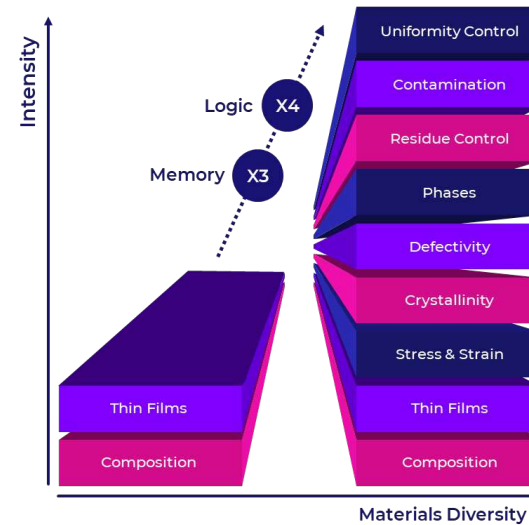 Intensity
Logic
X4
Memory
X3
Thin Films
Composition
Uniformity Control
Contamination
Residue Control
Phases
Defectivity
Crystallinity
Stress & Strain
Thin Films
Composition
Materials Diversity